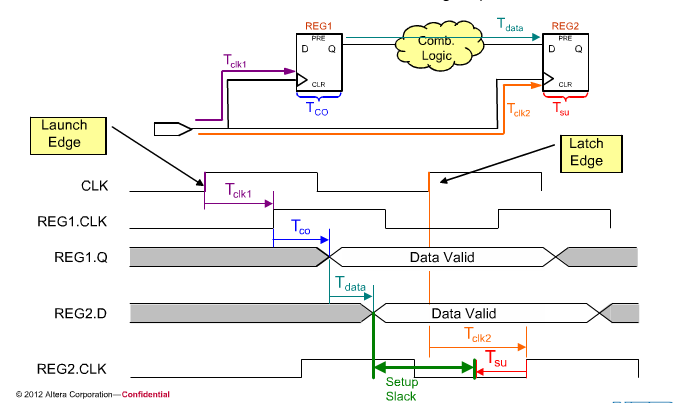 REG1
REG2
PRE
D Q
CLR
Comb.
Logic
T data
PRE
D Q
CLR
Tclk1
TCO
Tclk2
Tsu
Launch
Edge
Latch
Edge
CLK
Tclk1
REG1.CLK
Tco
REG1.Q
Data Valid
Tdata
REG2.D
Data Valid
Tclk2
REG2.CLK
Tsu
Setup
Slack
© 2012 Altera Corporation—Confidential